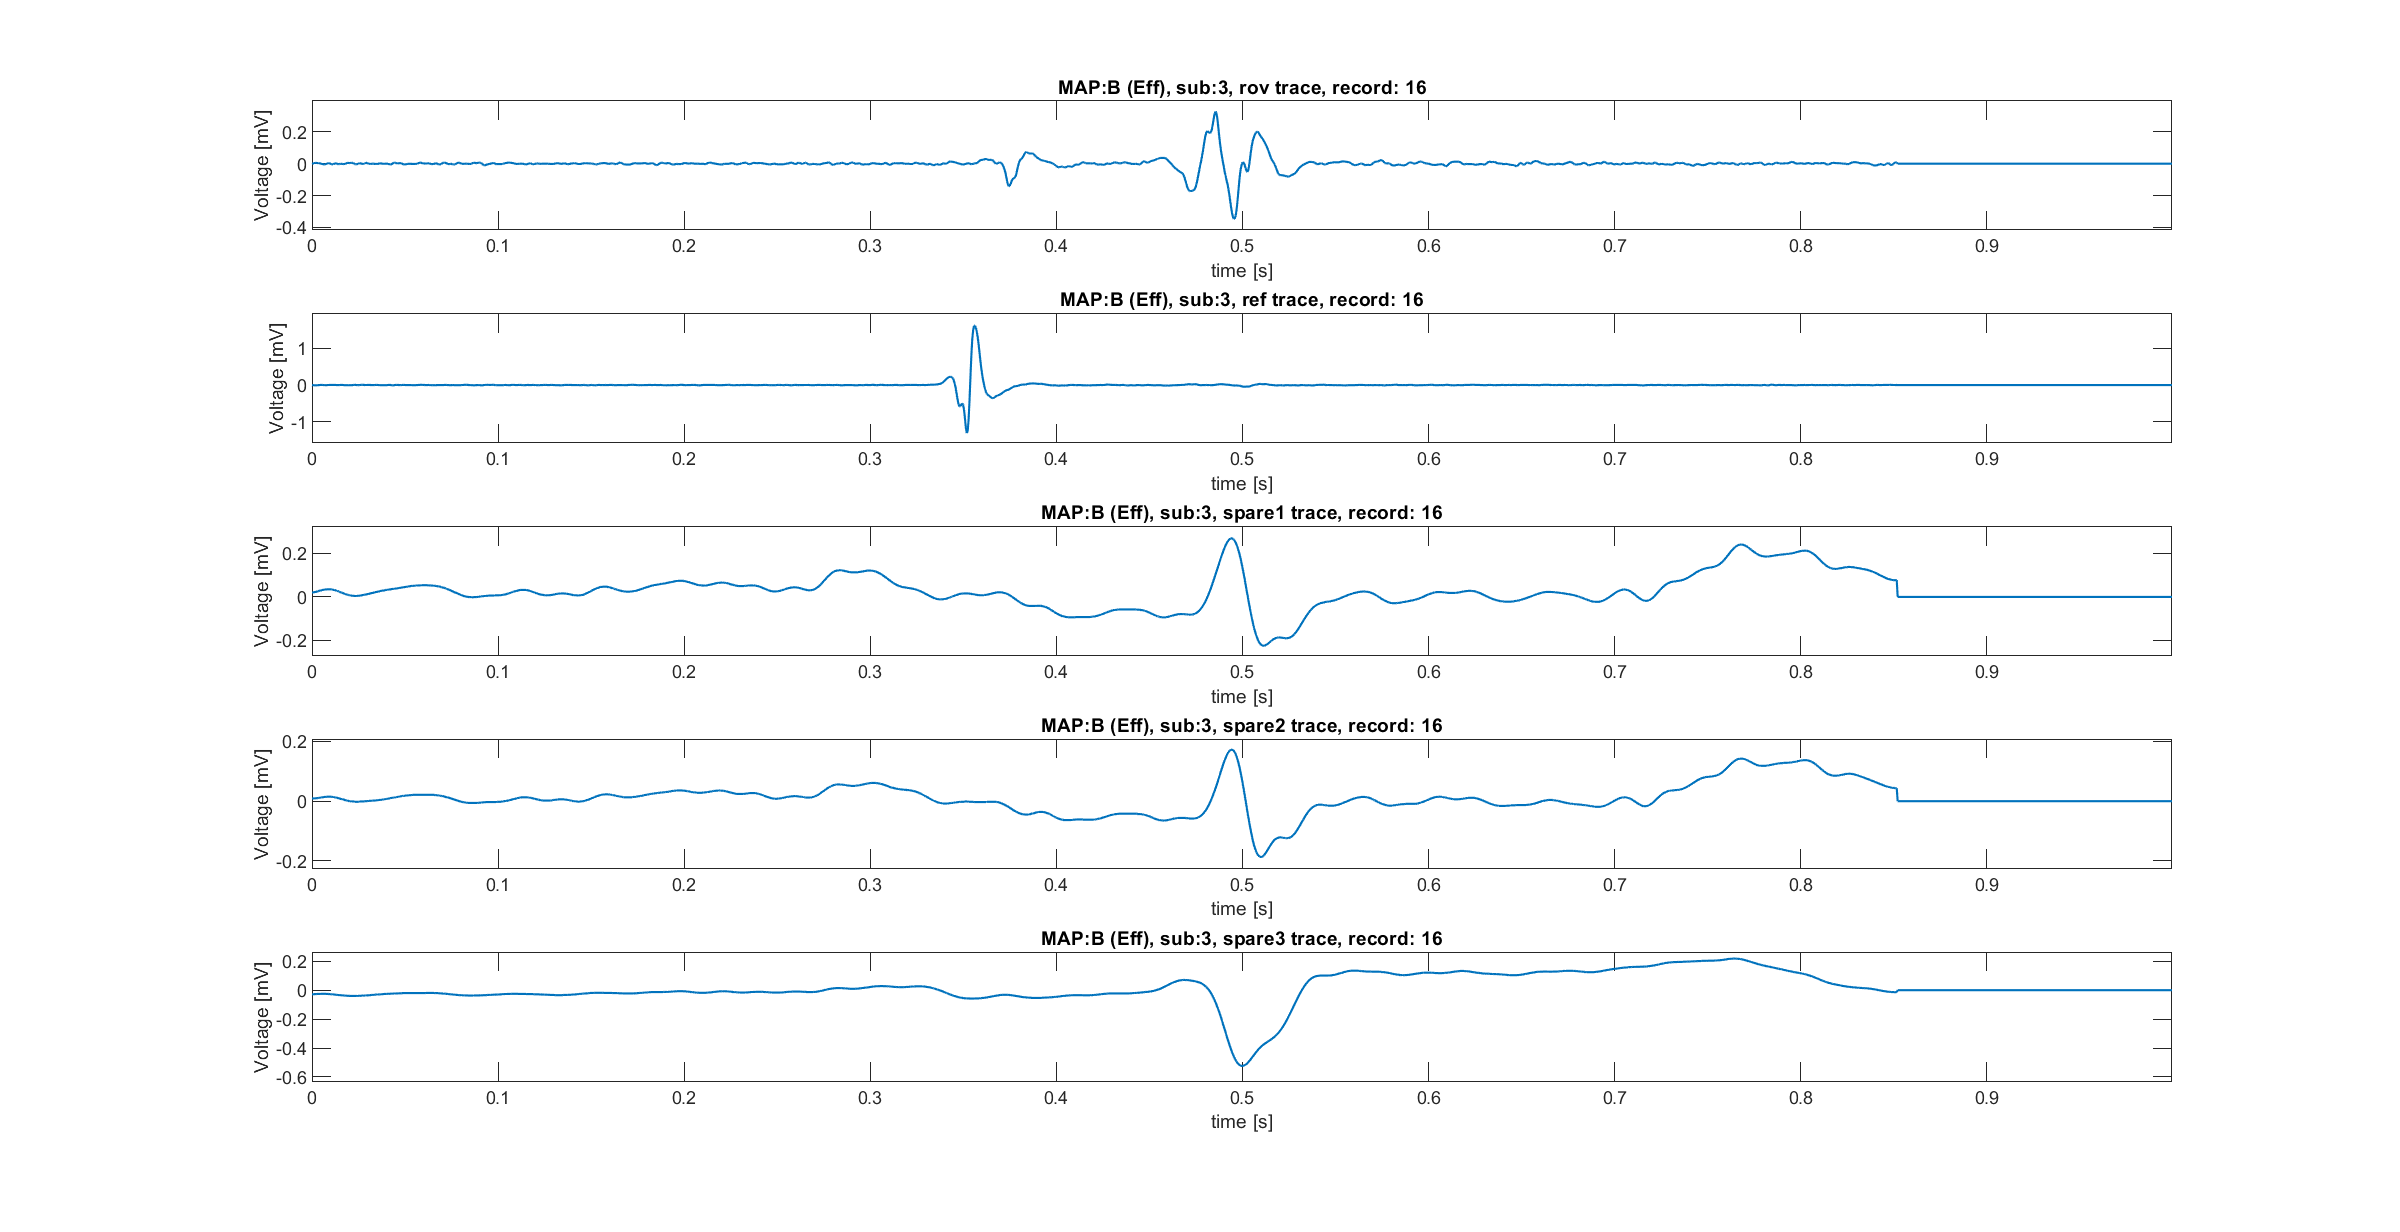 MAP:B (Eff), sub:3, rov trace, record: 16
Voltage [mV]
0.2
0
-0.2
-0.4
0 0.1 0.2 0.3 0.4 0.5 0.6 0.7 0.8 0.9
time [s]
MAP:B (Eff), sub:3, ref trace, record: 16
Voltage [mV]
1
0
-1
0 0.1 0.2 0.3 0.4 0.5 0.6 0.7 0.8 0.9
time [s]
MAP:B (Eff), sub:3, spare1 trace, record: 16
Voltage [mV]
0.2
0
-0.2
0 0.1 0.2 0.3 0.4 0.5 0.6 0.7 0.8 0.9
time [s]
MAP:B (Eff), sub:3, spare2 trace, record: 16
Voltage [mV]
0.2
0
-0.2
0 0.1 0.2 0.3 0.4 0.5 0.6 0.7 0.8 0.9
time [s]
MAP:B (Eff), sub:3, spare3 trace, record: 16
Voltage [mV]
0.2
0
-0.2
-0.4
-0.6
0 0.1 0.2 0.3 0.4 0.5 0.6 0.7 0.8 0.9
time [s]